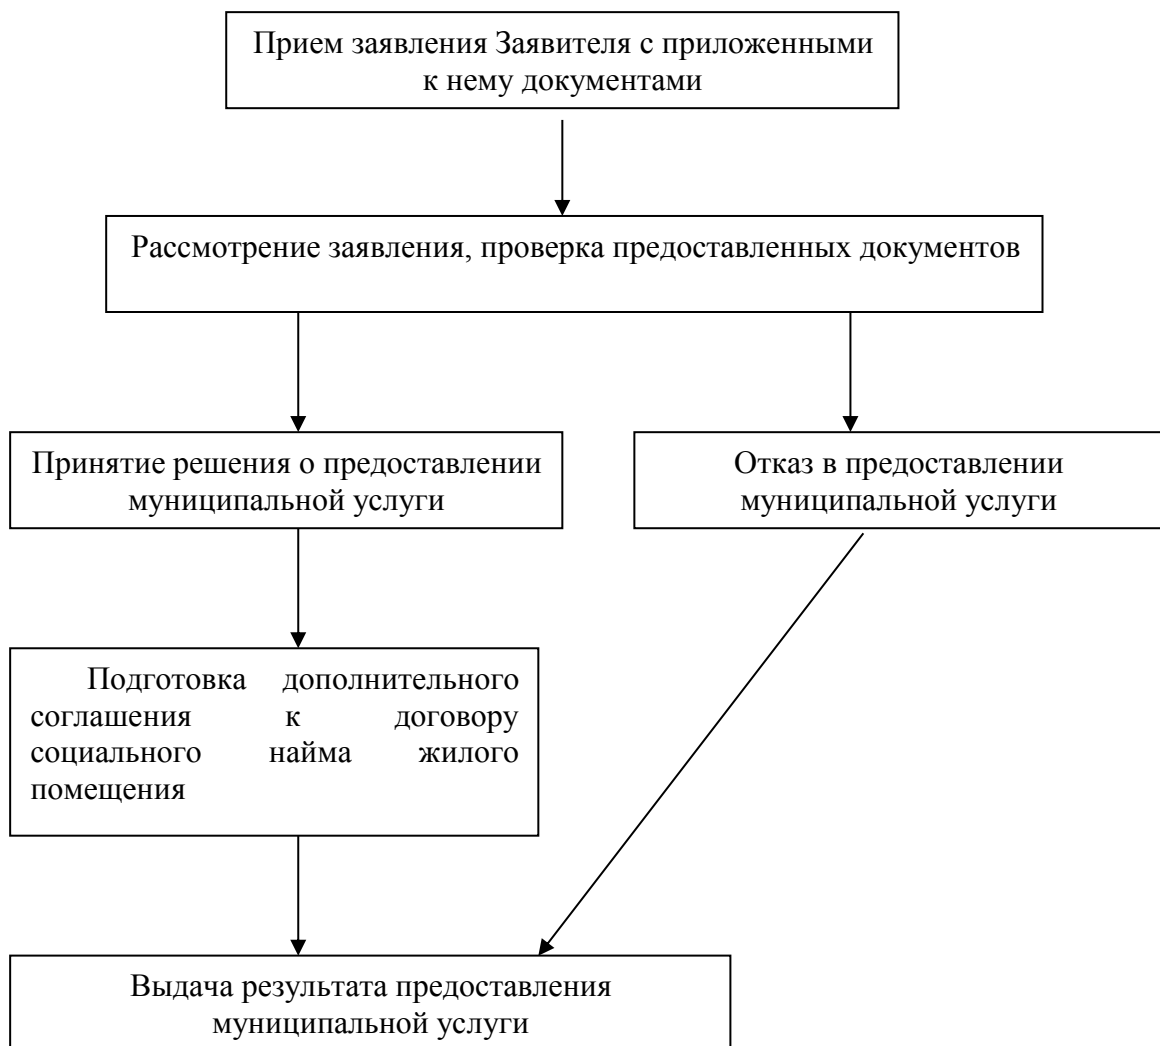 Прием заявления Заявителя с приложенными
к нему документами
Рассмотрение заявления, проверка предоставленных документов
Принятие решения о предоставлении
муниципальной услуги
Отказ в предоставлении
муниципальной услуги
Подготовка дополнительного
соглашения к договору
социального найма жилого
помещения
Выдача результата предоставления
муниципальной услуги